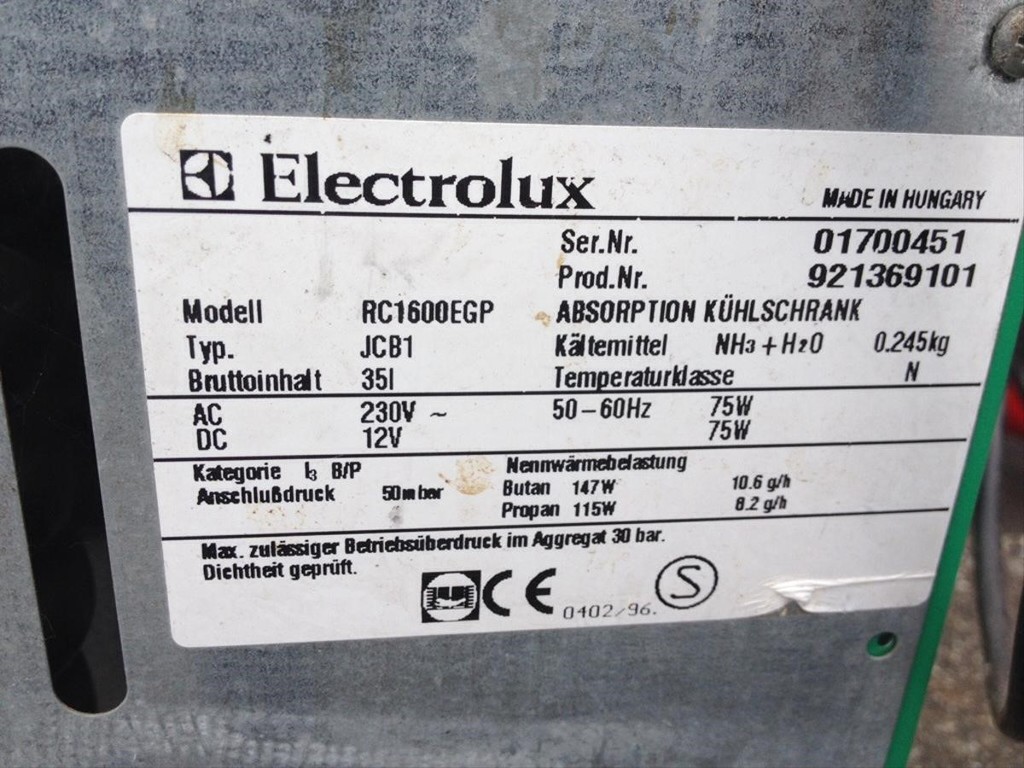 Electrolux
MADE IN HUNGARY
Ser.Nr. 01700451
Prod.Nr. 921369101
Modell RC1600EGP ABSORPTION KÜHLSCHRANK
Typ. JCB1 Kältemittel NH3 + H2O 0.245kg
Bruttoinhalt 35l Temperaturklasse N
AC 230V ~ 50-60Hz 75W
DC 12V 75W
Kategorie I3 B/P Nennwärmebelastung
Anschlußdruck 50mbar Butan 147W 10.6 g/h
Propan 115W 8.2 g/h
Max. zulässiger Betriebsüberdruck im Aggregat 30 bar.
Dichtheit geprüft.
CE 0402/96. S